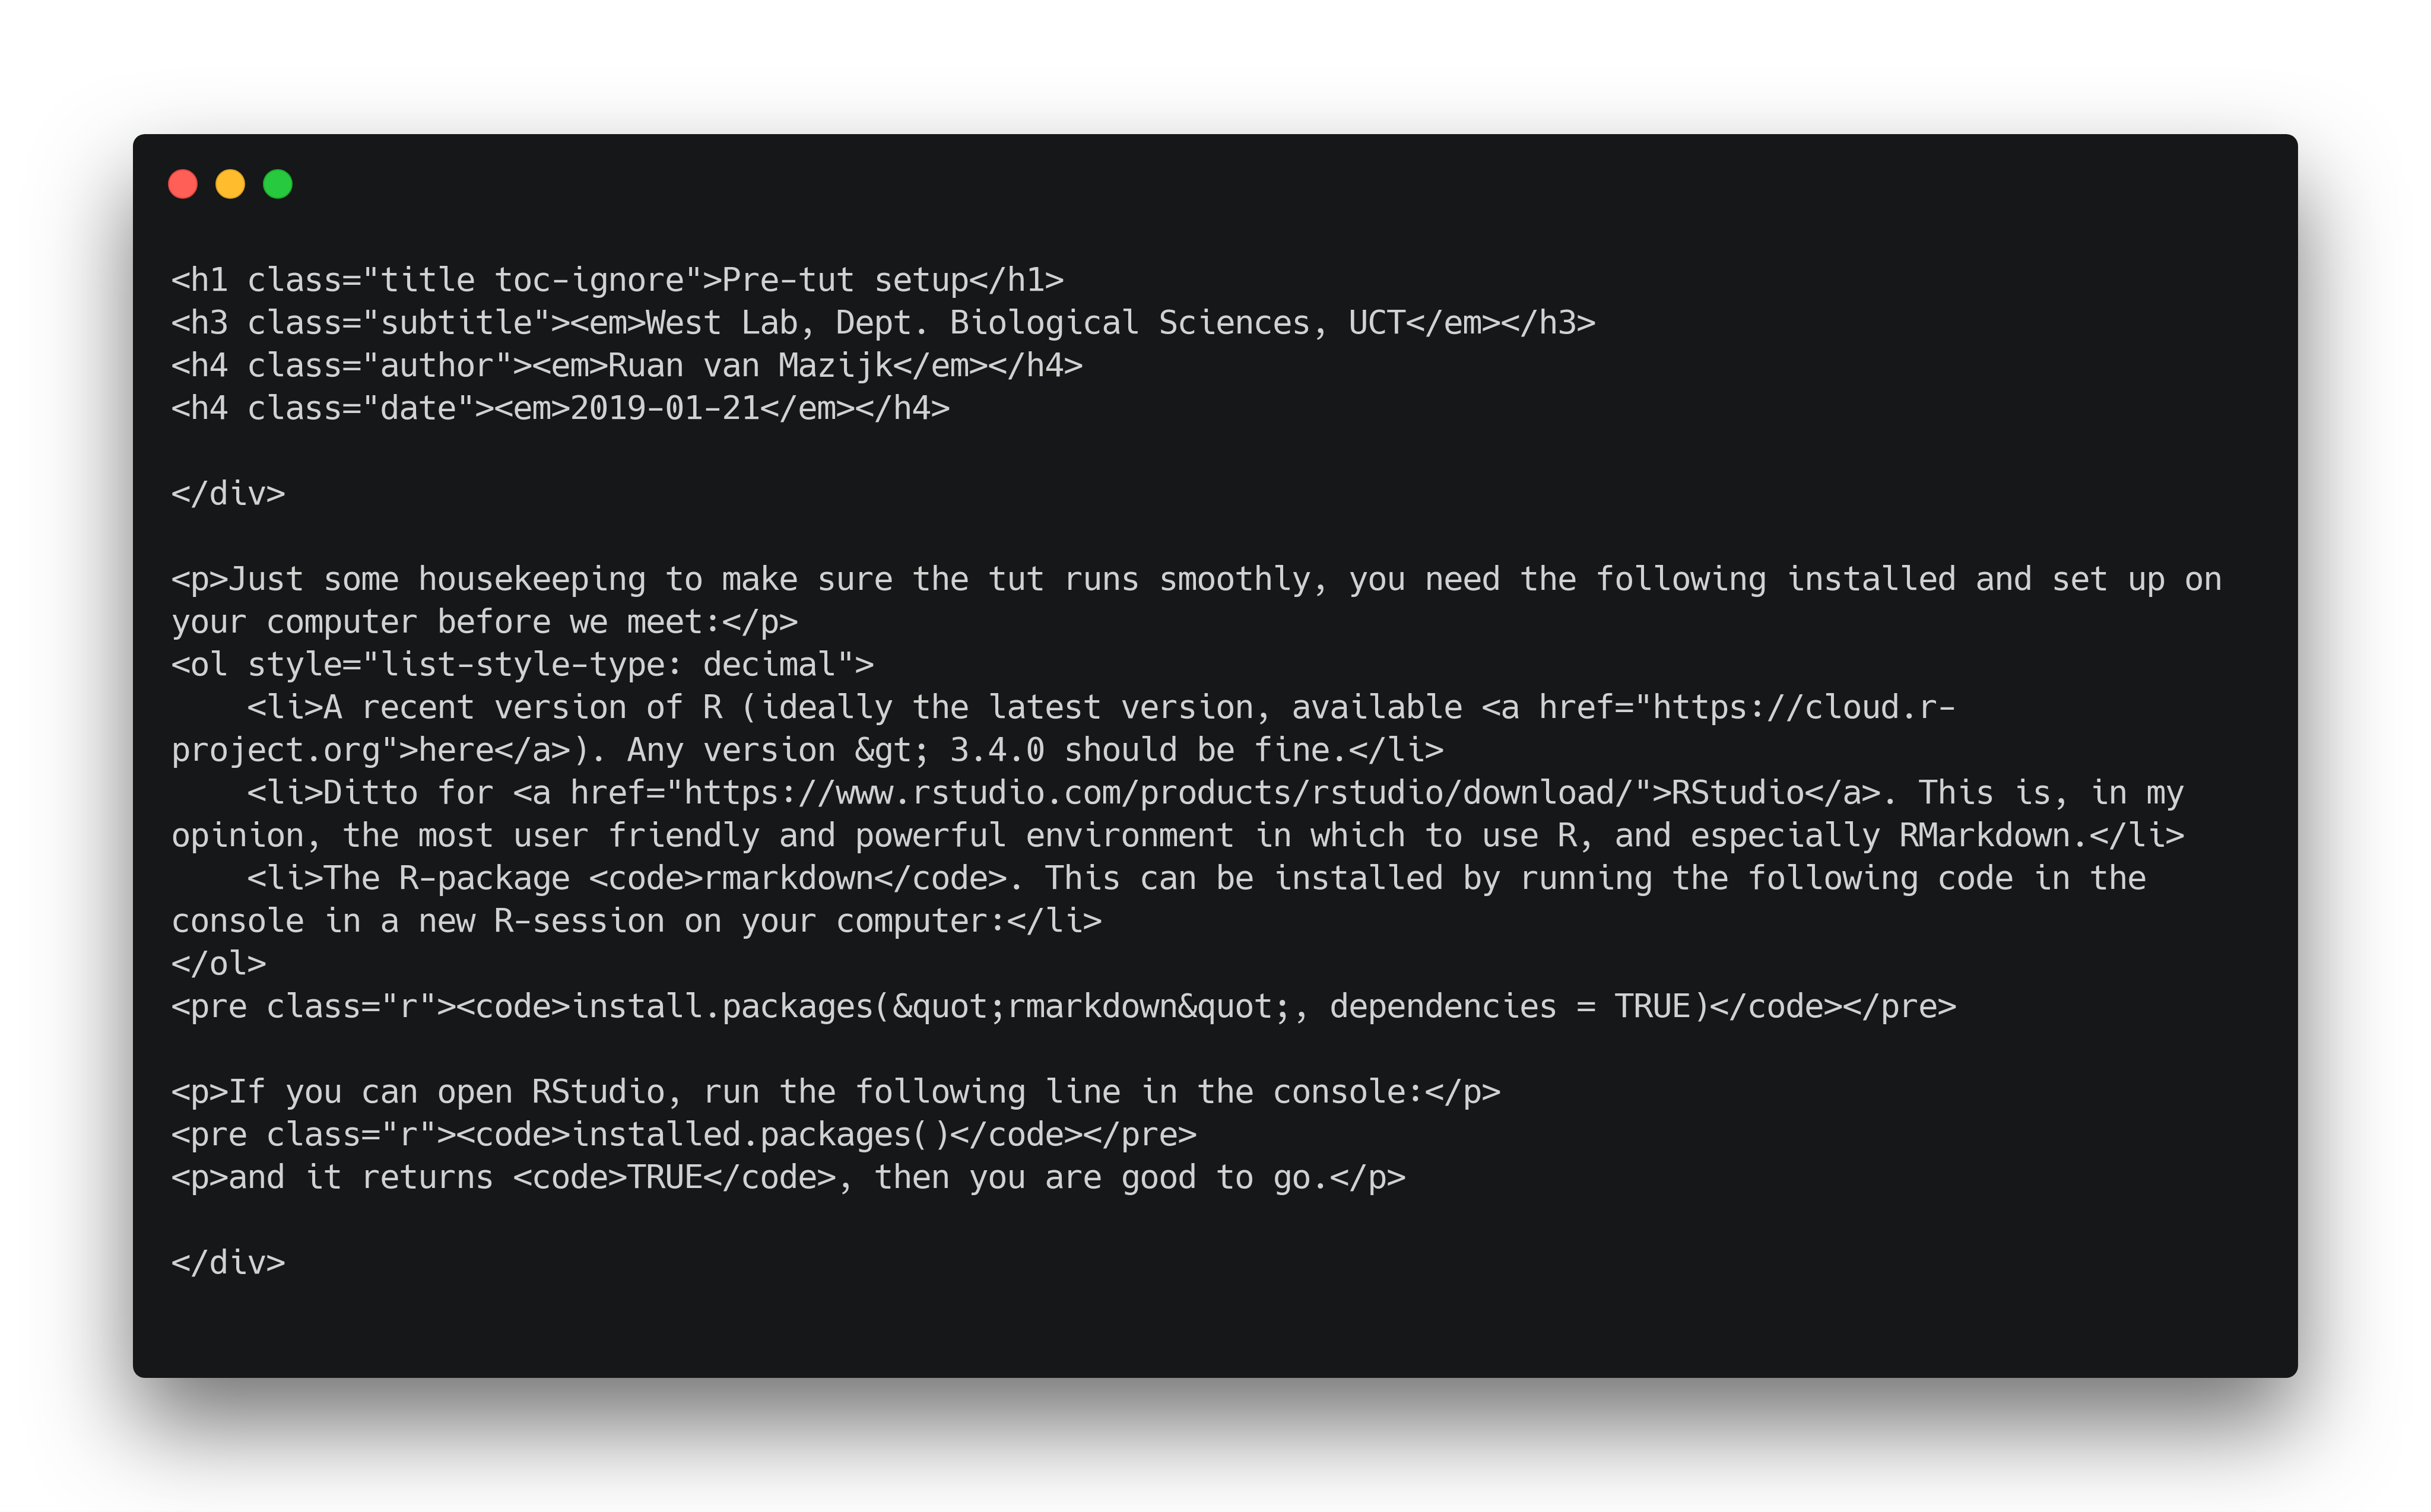 <h1 class="title toc-ignore">Pre-tut setup</h1>
<h3 class="subtitle"><em>West Lab, Dept. Biological Sciences, UCT</em></h3>
<h4 class="author"><em>Ruan van Mazijk</em></h4>
<h4 class="date"><em>2019-01-21</em></h4>
</div>
<p>Just some housekeeping to make sure the tut runs smoothly, you need the following installed and set up on
your computer before we meet:</p>
<ol style="list-style-type: decimal">
    <li>A recent version of R (ideally the latest version, available <a href="https://cloud.r-
project.org">here</a>). Any version &gt; 3.4.0 should be fine.</li>
    <li>Ditto for <a href="https://www.rstudio.com/products/rstudio/download/">RStudio</a>. This is, in my
opinion, the most user friendly and powerful environment in which to use R, and especially RMarkdown.</li>
    <li>The R-package <code>rmarkdown</code>. This can be installed by running the following code in the
console in a new R-session on your computer:</li>
</ol>
<pre class="r"><code>install.packages(&quot;rmarkdown&quot;, dependencies = TRUE)</code></pre>
<p>If you can open RStudio, run the following line in the console:</p>
<pre class="r"><code>installed.packages()</code></pre>
<p>and it returns <code>TRUE</code>, then you are good to go.</p>
</div>